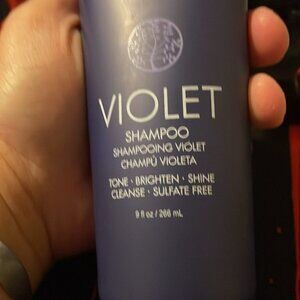 VIOLET
SHAMPOO
SHAMPOOING VIOLET
CHAMPÚ VIOLETA
TONE · BRIGHTEN · SHINE
CLEANSE · SULFATE FREE
9 fl oz / 266 mL